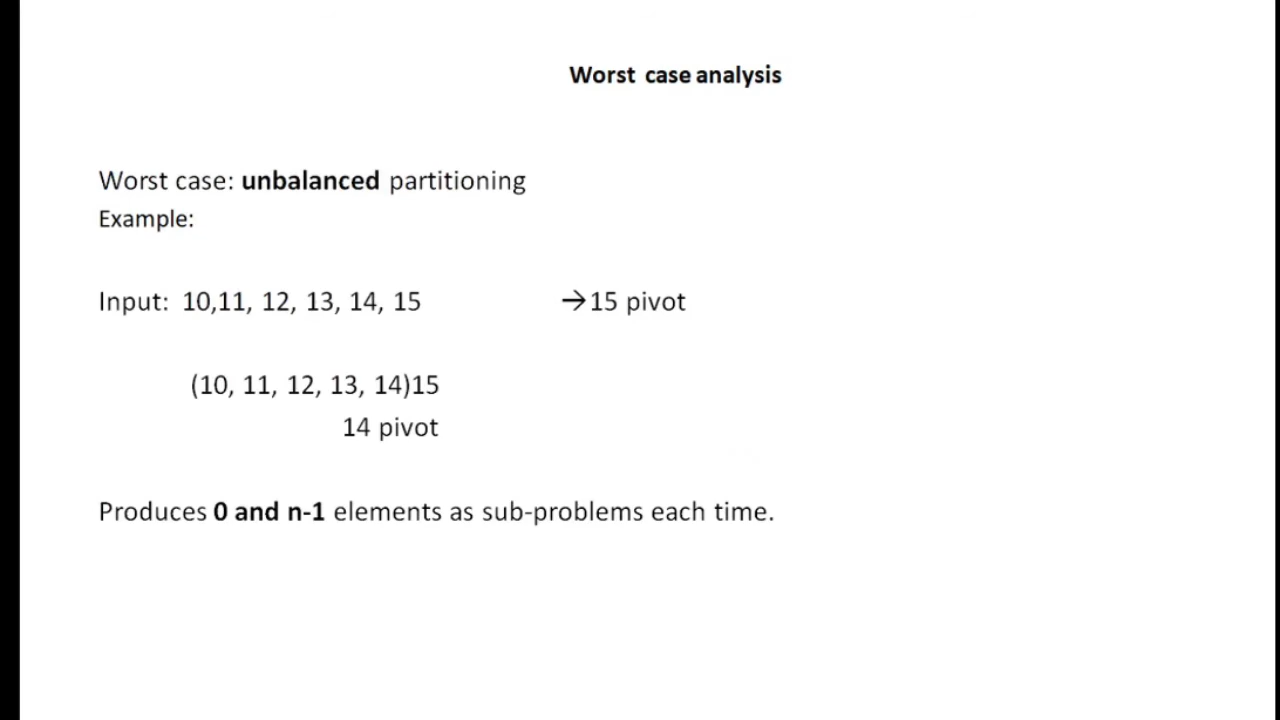 Worst case analysis
Worst case: unbalanced partitioning
Example:
Input: 10,11, 12, 13, 14, 15 →15 pivot
(10, 11, 12, 13, 14)15
14 pivot
Produces 0 and n-1 elements as sub-problems each time.